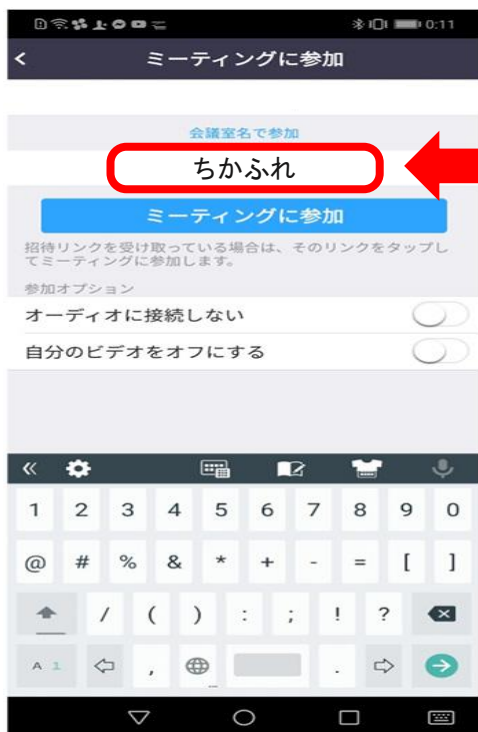 0:11
< ミーティングに参加
会議室名で参加
ちかふれ
ミーティングに参加
招待リンクを受け取っている場合は、そのリンクをタップし
てミーティングに参加します。
参加オプション
オーディオに接続しない
自分のビデオをオフにする
1 2 3 4 5 6 7 8 9 0
@ # % & * + - = [ ]
/ ( ) : ; ! ?
A 1 , .